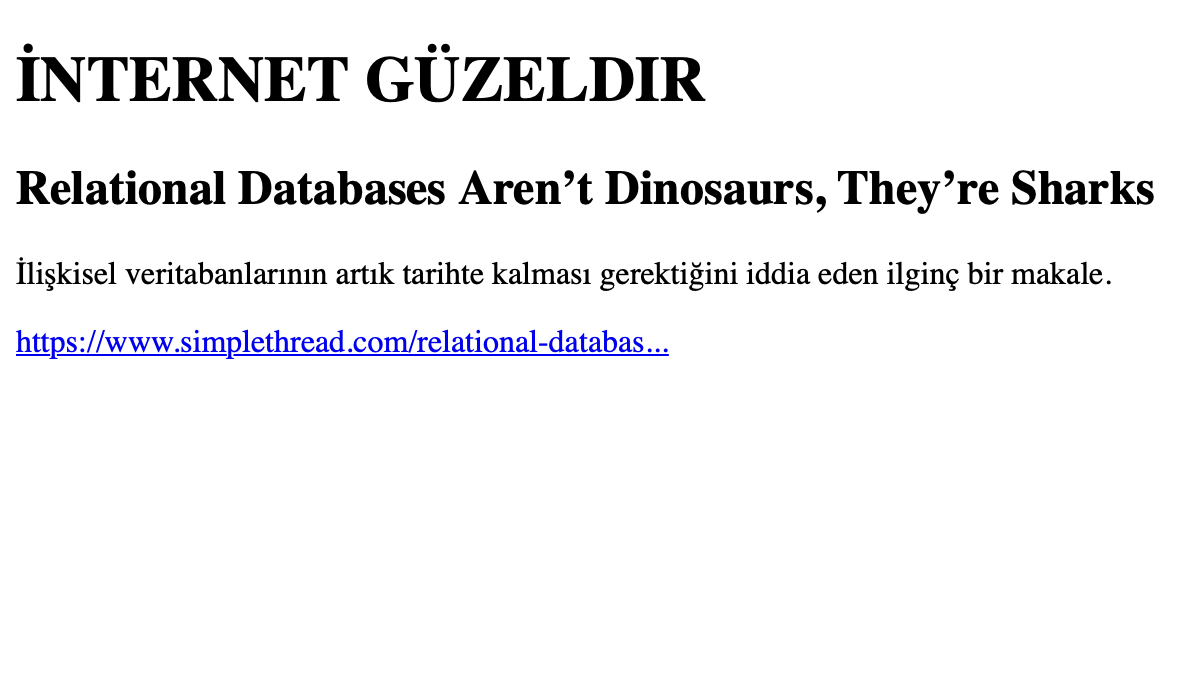 İNTERNET GÜZELDIR
Relational Databases Aren’t Dinosaurs, They’re Sharks
İlişkisel veritabanlarının artık tarihte kalması gerektiğini iddia eden ilginç bir makale.
https://www.simplethread.com/relational-databas...